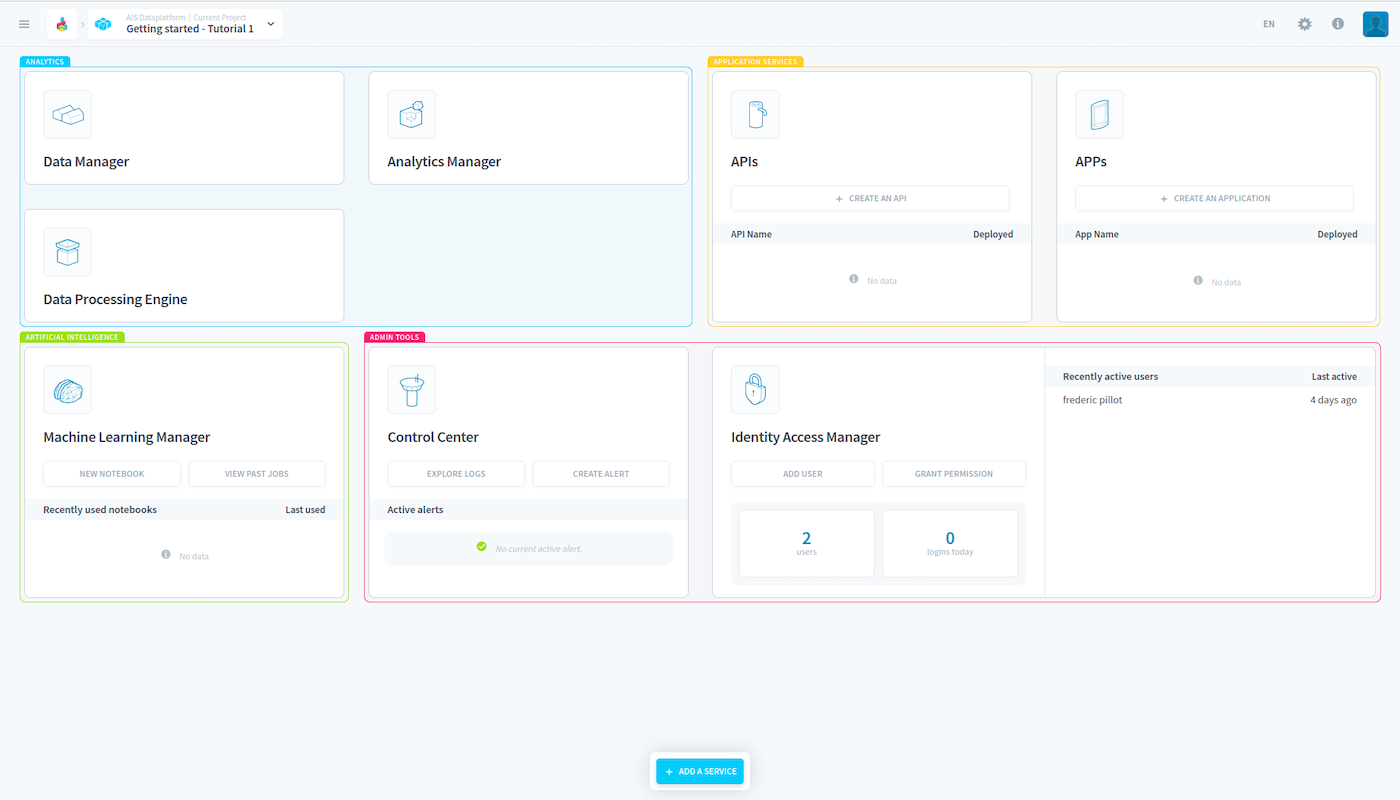 AIS Dataplatform | Current Project
Getting started - Tutorial 1
EN
ANALYTICS
Data Manager
Analytics Manager
Data Processing Engine
APPLICATION SERVICES
APIs
+ CREATE AN API
API Name Deployed
No data
APPs
+ CREATE AN APPLICATION
App Name Deployed
No data
ARTIFICIAL INTELLIGENCE
Machine Learning Manager
NEW NOTEBOOK VIEW PAST JOBS
Recently used notebooks Last used
No data
ADMIN TOOLS
Control Center
EXPLORE LOGS CREATE ALERT
Active alerts
No current active alert.
Identity Access Manager
ADD USER GRANT PERMISSION
2 0
users logins today
Recently active users Last active
frederic pillot 4 days ago
+ ADD A SERVICE